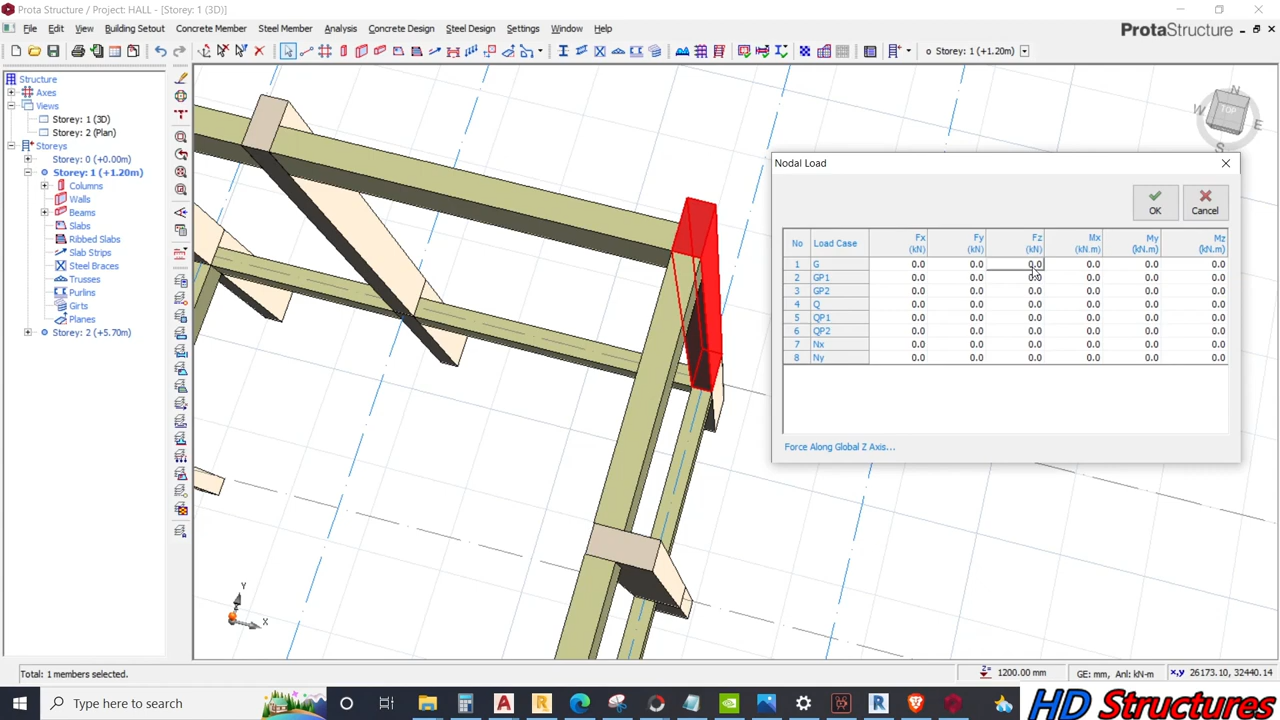 Prota Structure / Project: HALL - [Storey: 1 (3D)]
File Edit View Building Setout Concrete Member Steel Member Analysis Concrete Design Steel Design Settings Window Help
ProtaStructure
Storey: 1 (+1.20m)
Structure
Axes
Views
Storey: 1 (3D)
Storey: 2 (Plan)
Storeys
Storey: 0 (+0.00m)
Storey: 1 (+1.20m)
Columns
Walls
Beams
Slabs
Ribbed Slabs
Slab Strips
Steel Braces
Trusses
Purlins
Girts
Planes
Storey: 2 (+5.70m)
N
W TOP E
S
Nodal Load
OK Cancel
No Load Case Fx (kN) Fy (kN) Fz (kN) Mx (kN.m) My (kN.m) Mz (kN.m)
1 G 0.0 0.0 0.0 0.0 0.0 0.0
2 GP1 0.0 0.0 0.0 0.0 0.0 0.0
3 GP2 0.0 0.0 0.0 0.0 0.0 0.0
4 Q 0.0 0.0 0.0 0.0 0.0 0.0
5 QP1 0.0 0.0 0.0 0.0 0.0 0.0
6 QP2 0.0 0.0 0.0 0.0 0.0 0.0
7 Nx 0.0 0.0 0.0 0.0 0.0 0.0
8 Ny 0.0 0.0 0.0 0.0 0.0 0.0
Force Along Global Z Axis...
Y
X
Total: 1 members selected.
Z= 1200.00 mm GE: mm, Anl: kN-m x,y 26173.10, 32440.14
Type here to search
HD Structures